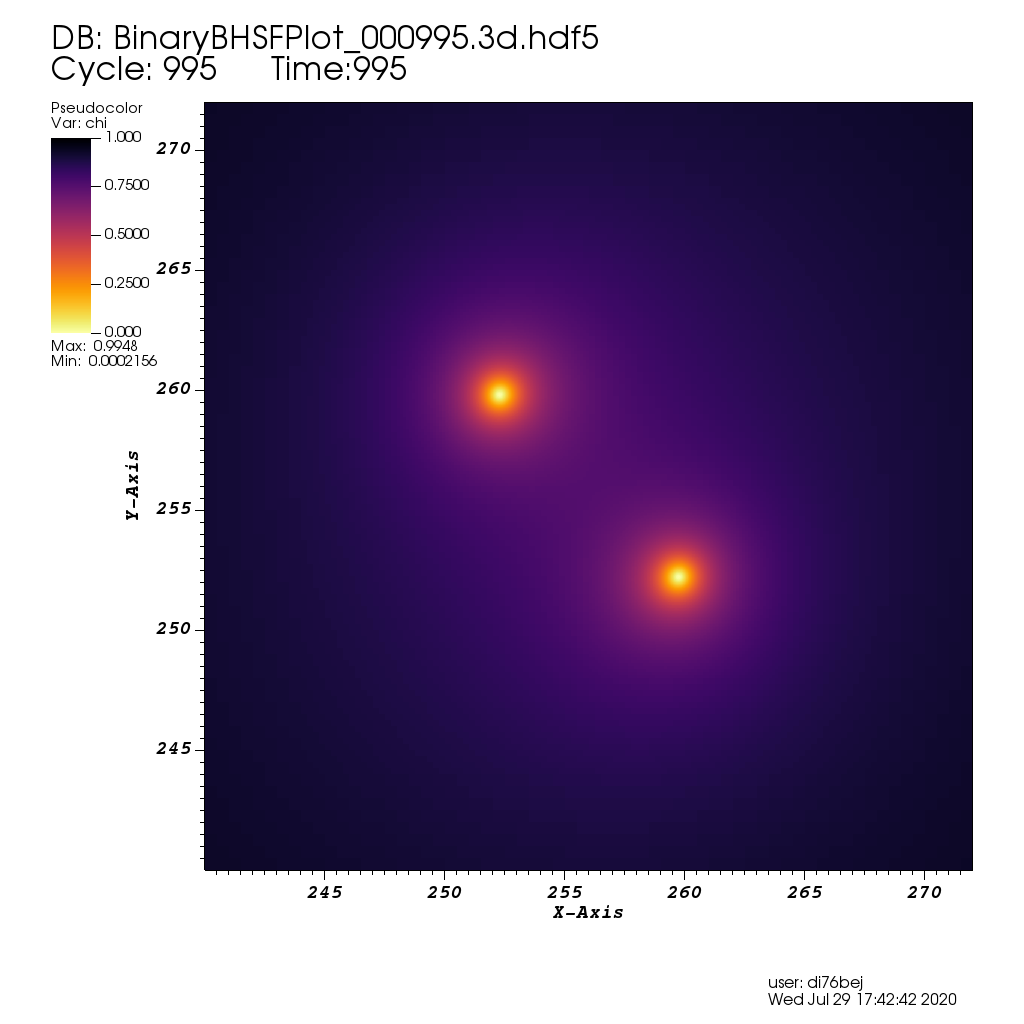 DB: BinaryBHSFPlot_000995.3d.hdf5
Cycle: 995 Time:995
Pseudocolor
Var: chi
1.000
0.7500
0.5000
0.2500
0.000
Max: 0.9948
Min: 0.0002156
270
265
260
255
250
245
Y-Axis
245 250 255 260 265 270
X-Axis
user: di76bej
Wed Jul 29 17:42:42 2020